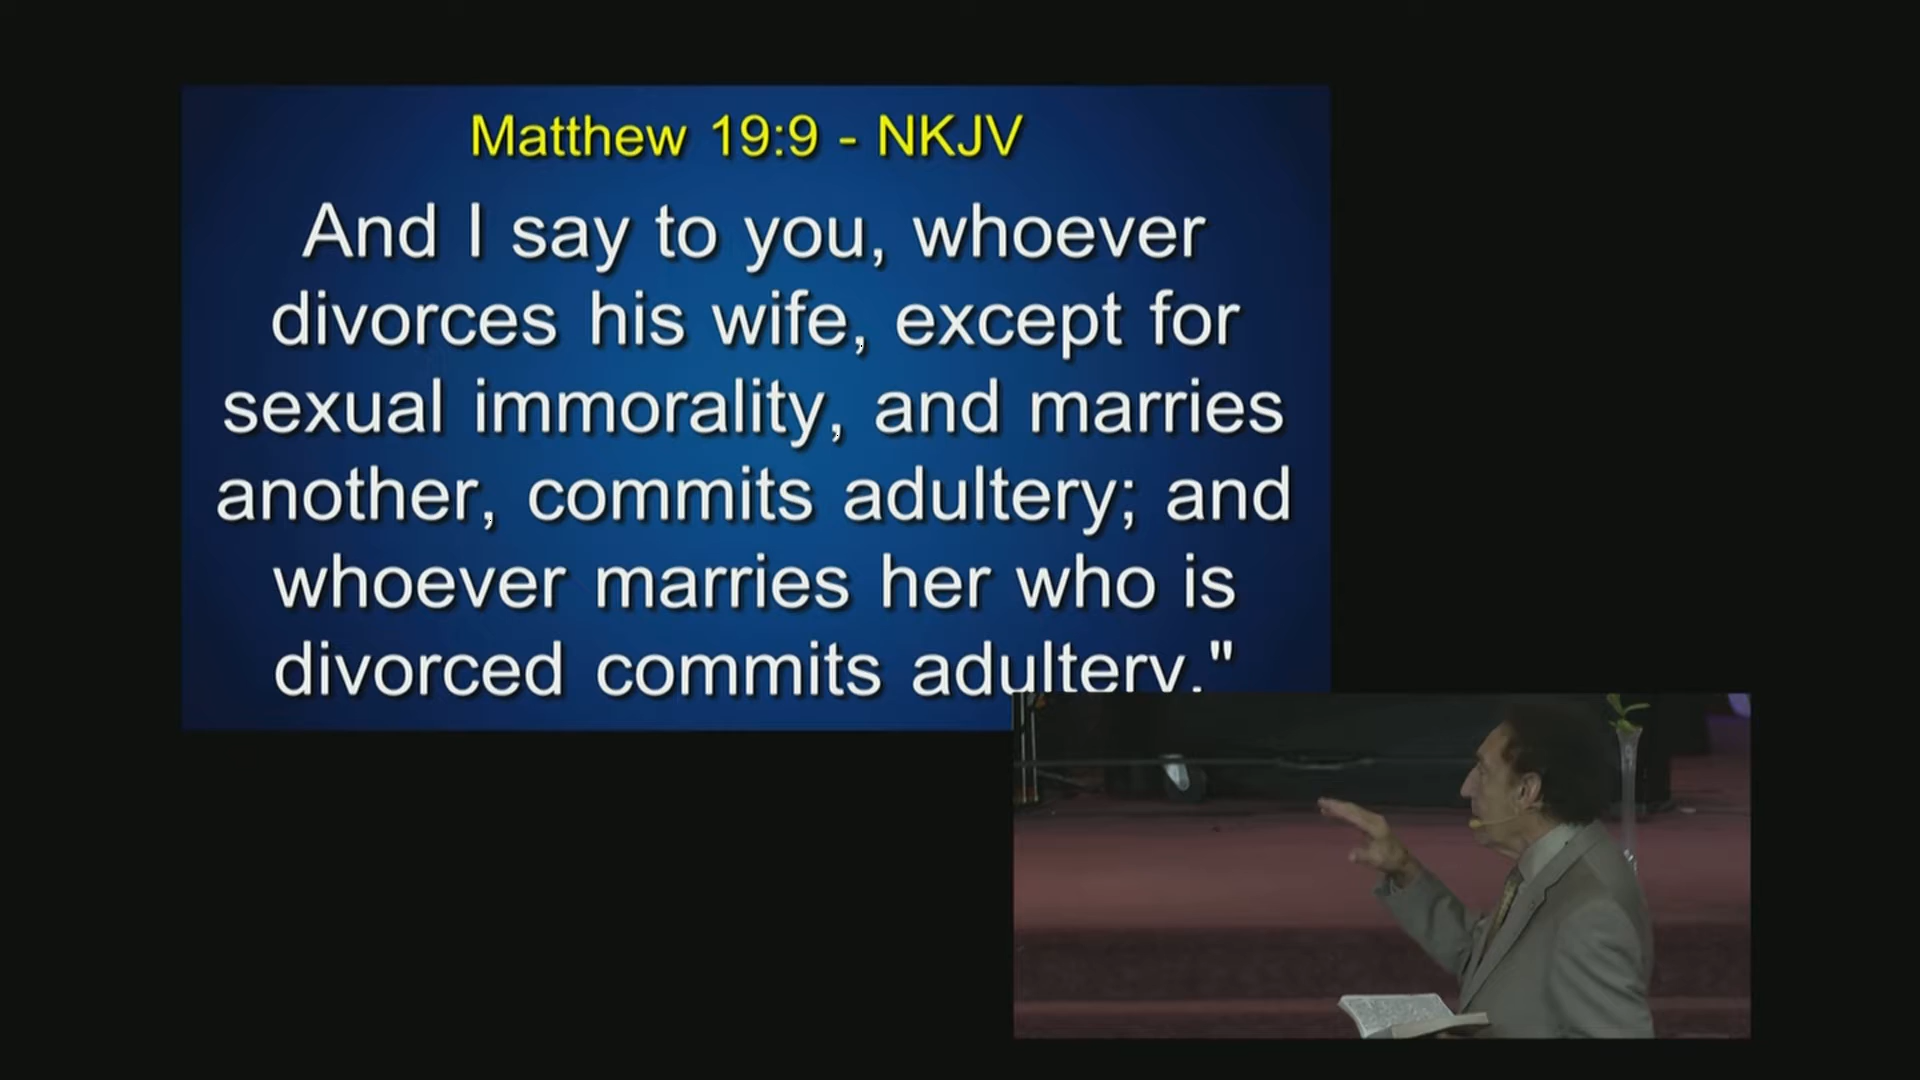 Matthew 19:9 - NKJV
And I say to you, whoever
divorces his wife, except for
sexual immorality, and marries
another, commits adultery; and
whoever marries her who is
divorced commits adultery."